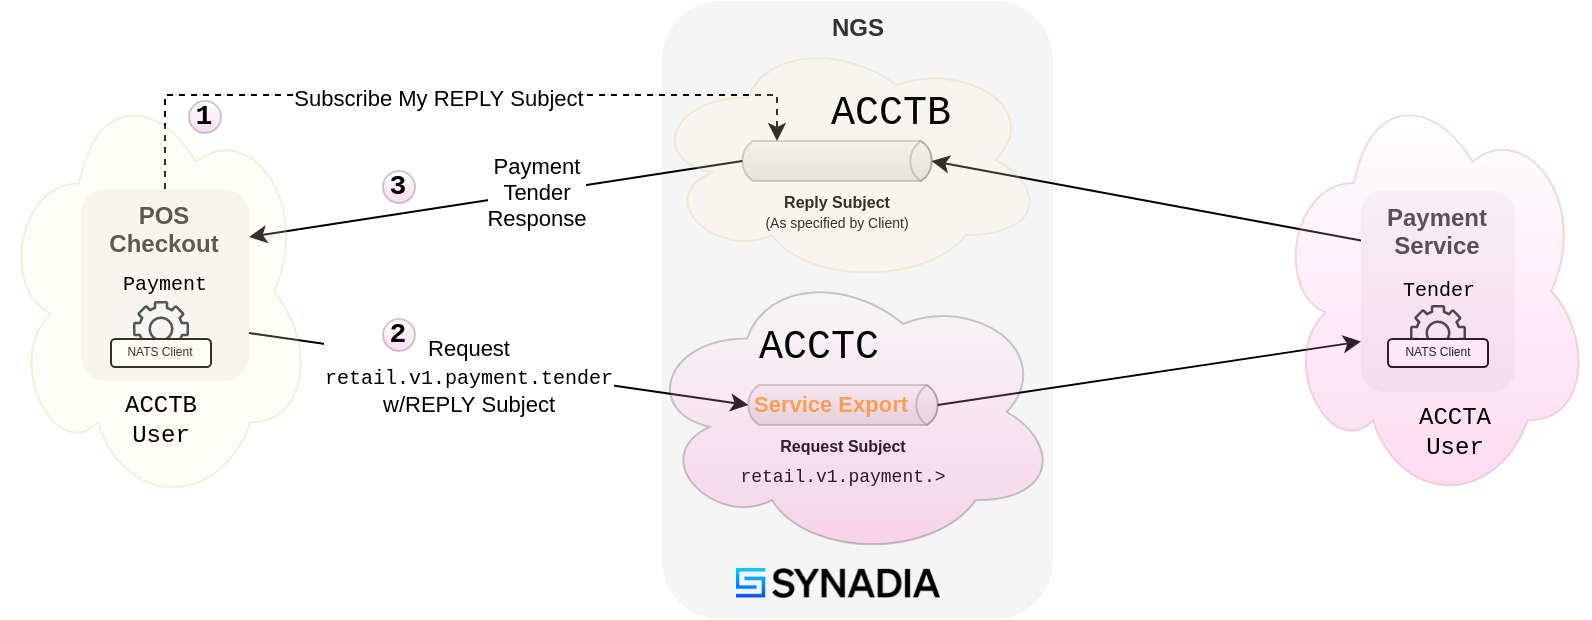 NGS
Subscribe My REPLY Subject
1
ACCTB
3
Payment
Tender
Response
Reply Subject
(As specified by Client)
POS
Checkout
Payment
NATS Client
ACCTB
User
2
Request
retail.v1.payment.tender
w/REPLY Subject
ACCTC
Service Export
Request Subject
retail.v1.payment.>
SYNADIA
Payment
Service
Tender
NATS Client
ACCTA
User